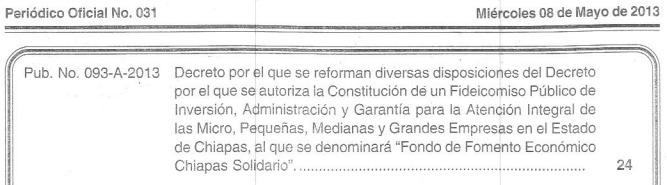 Periódico Oficial No. 031
Miércoles 08 de Mayo de 2013
Pub. No. 093-A-2013 Decreto por el que se reforman diversas disposiciones del Decreto
por el que se autoriza la Constitución de un Fideicomiso Público de
Inversión, Administración y Garantía para la Atención Integral de
las Micro, Pequeñas, Medianas y Grandes Empresas en el Estado
de Chiapas, al que se denominará “Fondo de Fomento Económico
Chiapas Solidario”. ............................................................ 24